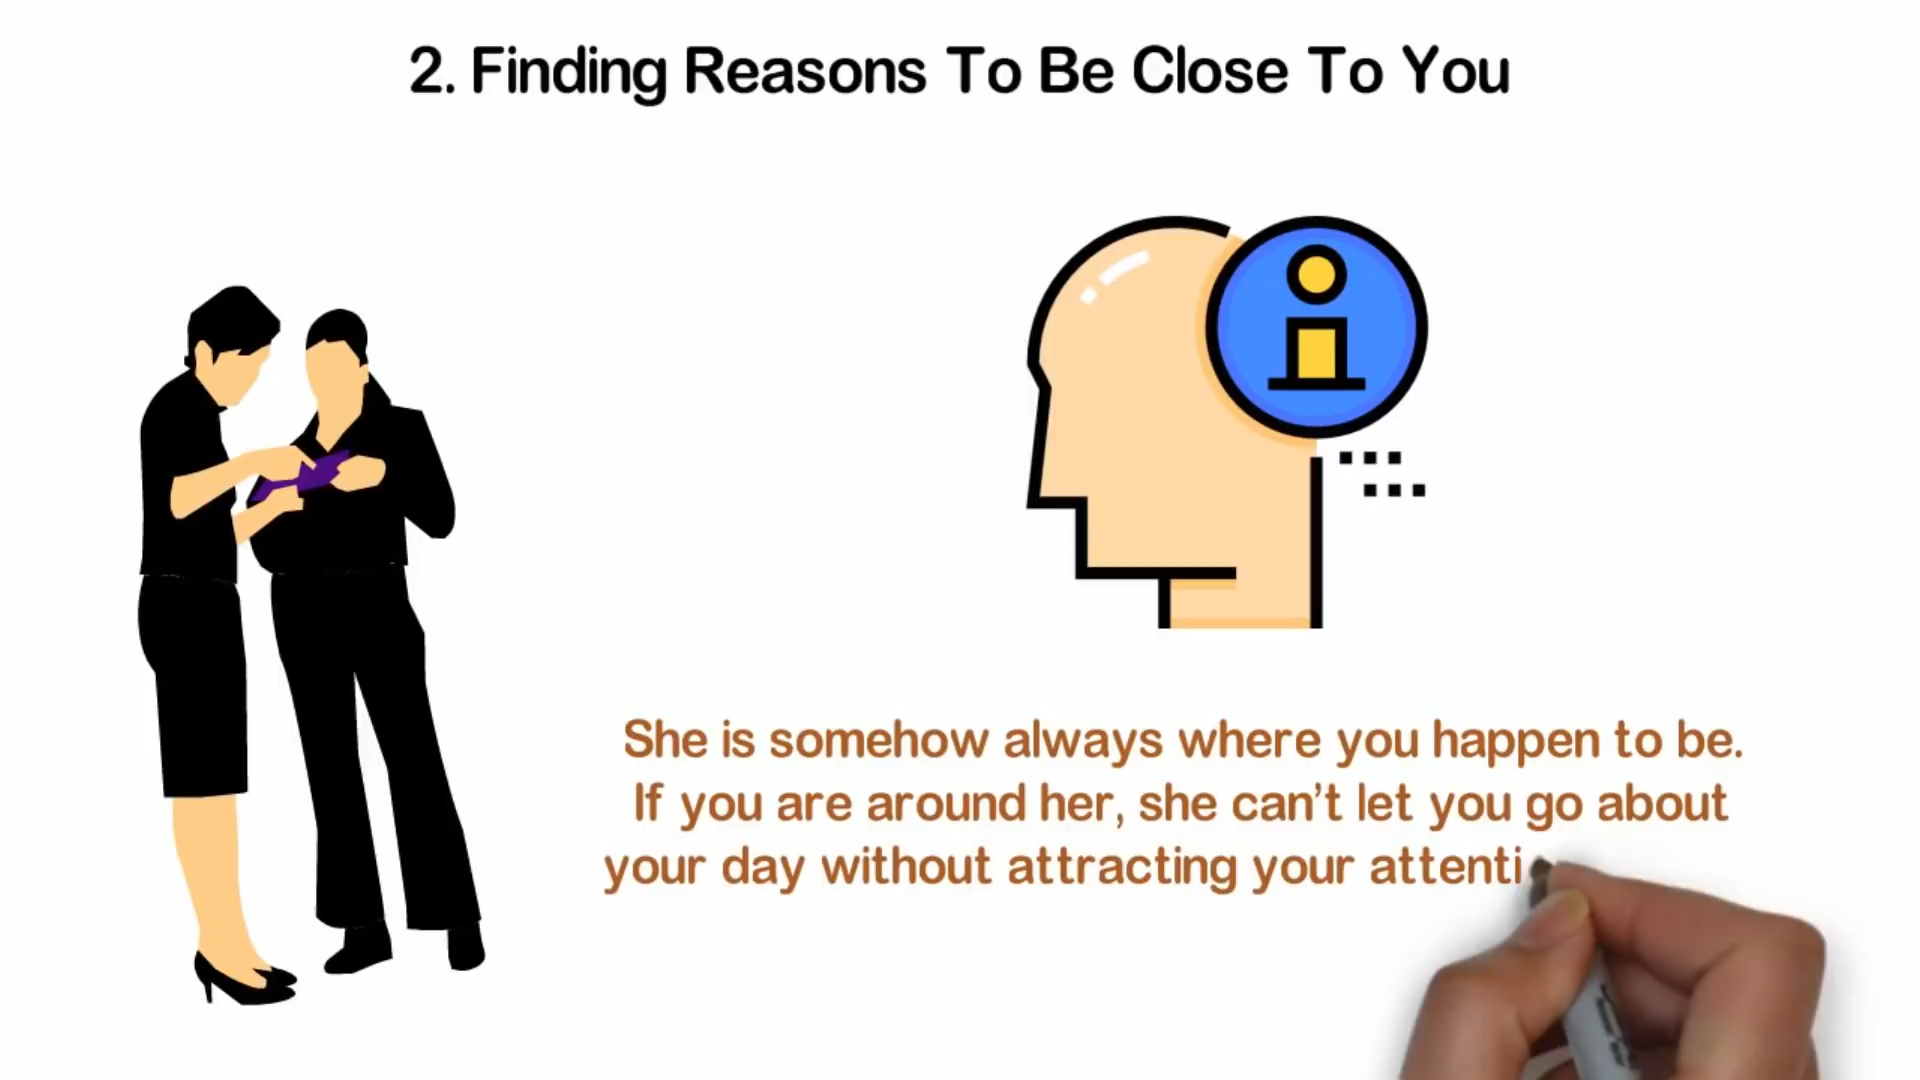 2. Finding Reasons To Be Close To You
She is somehow always where you happen to be.
If you are around her, she can’t let you go about
your day without attracting your attenti